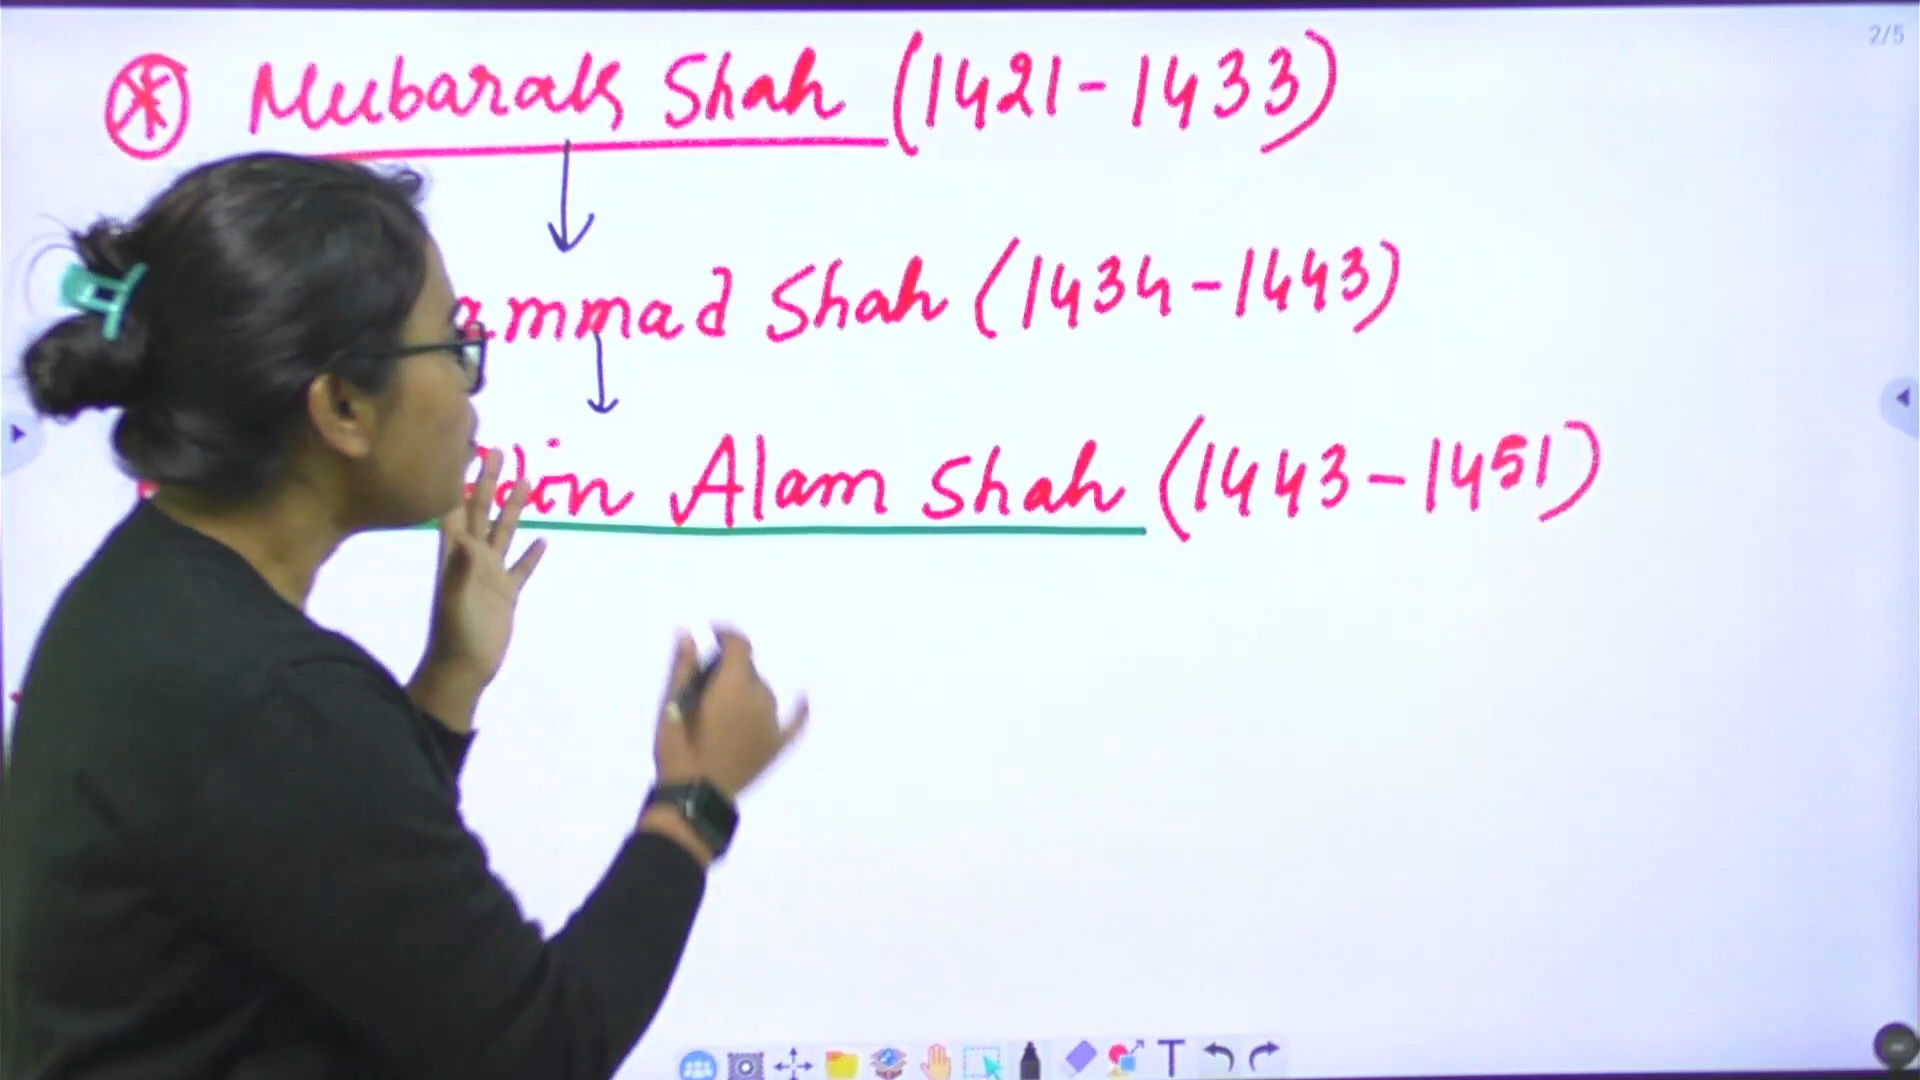 Mubarak Shah (1421-1433)
ammad Shah (1434-1443)
din Alam Shah (1443-1451)
2/5
T